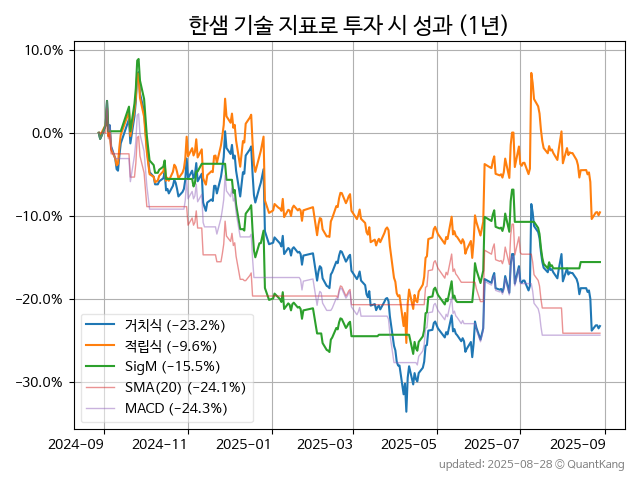 한샘 기술 지표로 투자 시 성과 (1년)
10.0%
0.0%
−10.0%
−20.0%
−30.0%
거치식 (−23.2%)
적립식 (−9.6%)
SigM (−15.5%)
SMA(20) (−24.1%)
MACD (−24.3%)
2024-09
2024-11
2025-01
2025-03
2025-05
2025-07
2025-09
updated: 2025-08-28 © QuantKang